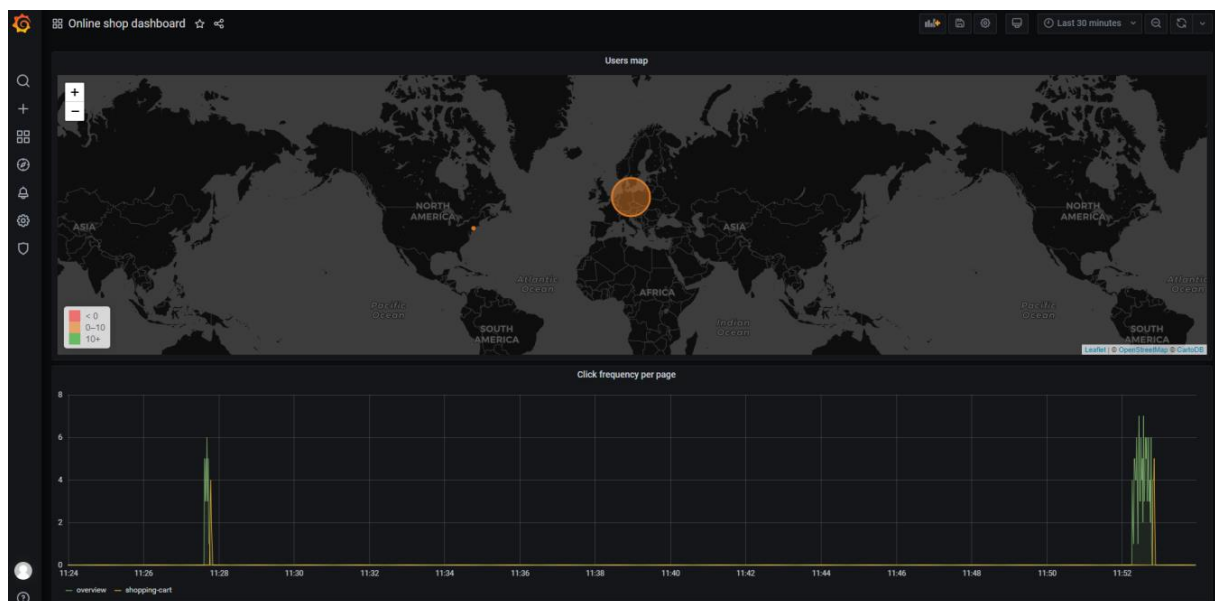 Online shop dashboard
Last 30 minutes
Users map
+
−
NORTH
AMERICA
NORTH
AMERICA
ASIA
ASIA
Atlantic
Ocean
Atlantic
Ocean
AFRICA
Pacific
Ocean
Pacific
Ocean
Indian
Ocean
SOUTH
AMERICA
SOUTH
AMERICA
< 0
0–10
10+
Leaflet | © OpenStreetMap © CartoDB
Click frequency per page
8
6
4
2
0
11:24 11:26 11:28 11:30 11:32 11:34 11:36 11:38 11:40 11:42 11:44 11:46 11:48 11:50 11:52
overview shopping-cart